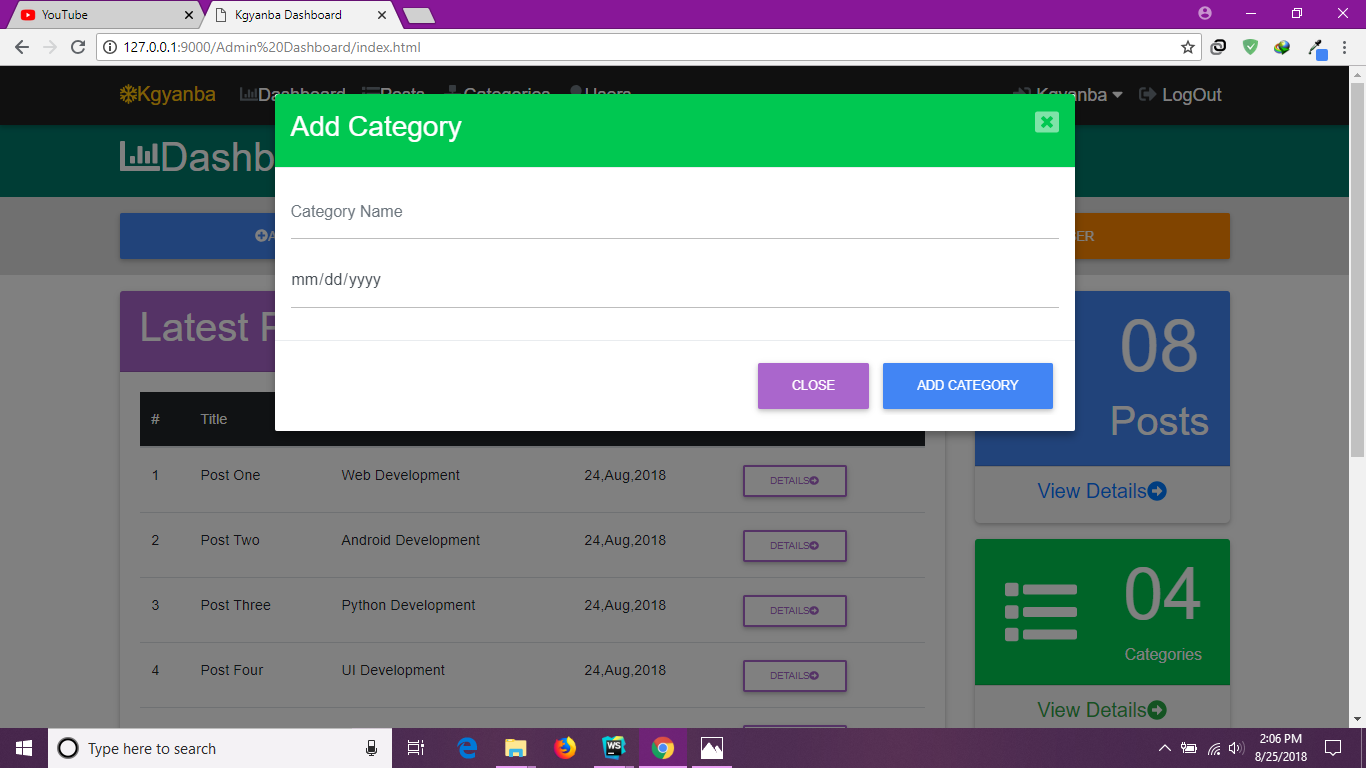 YouTube
Kgyanba Dashboard
127.0.0.1:9000/Admin%20Dashboard/index.html
Kgyanba Dashboard Posts Categories Users Kgyanba LogOut
Dashb
Add Category
Category Name
mm/dd/yyyy
CLOSE ADD CATEGORY
Latest P
# Title
1 Post One Web Development 24,Aug,2018 DETAILS
2 Post Two Android Development 24,Aug,2018 DETAILS
3 Post Three Python Development 24,Aug,2018 DETAILS
4 Post Four UI Development 24,Aug,2018 DETAILS
08
Posts
View Details
04
Categories
View Details
Type here to search
WS
2:06 PM
8/25/2018